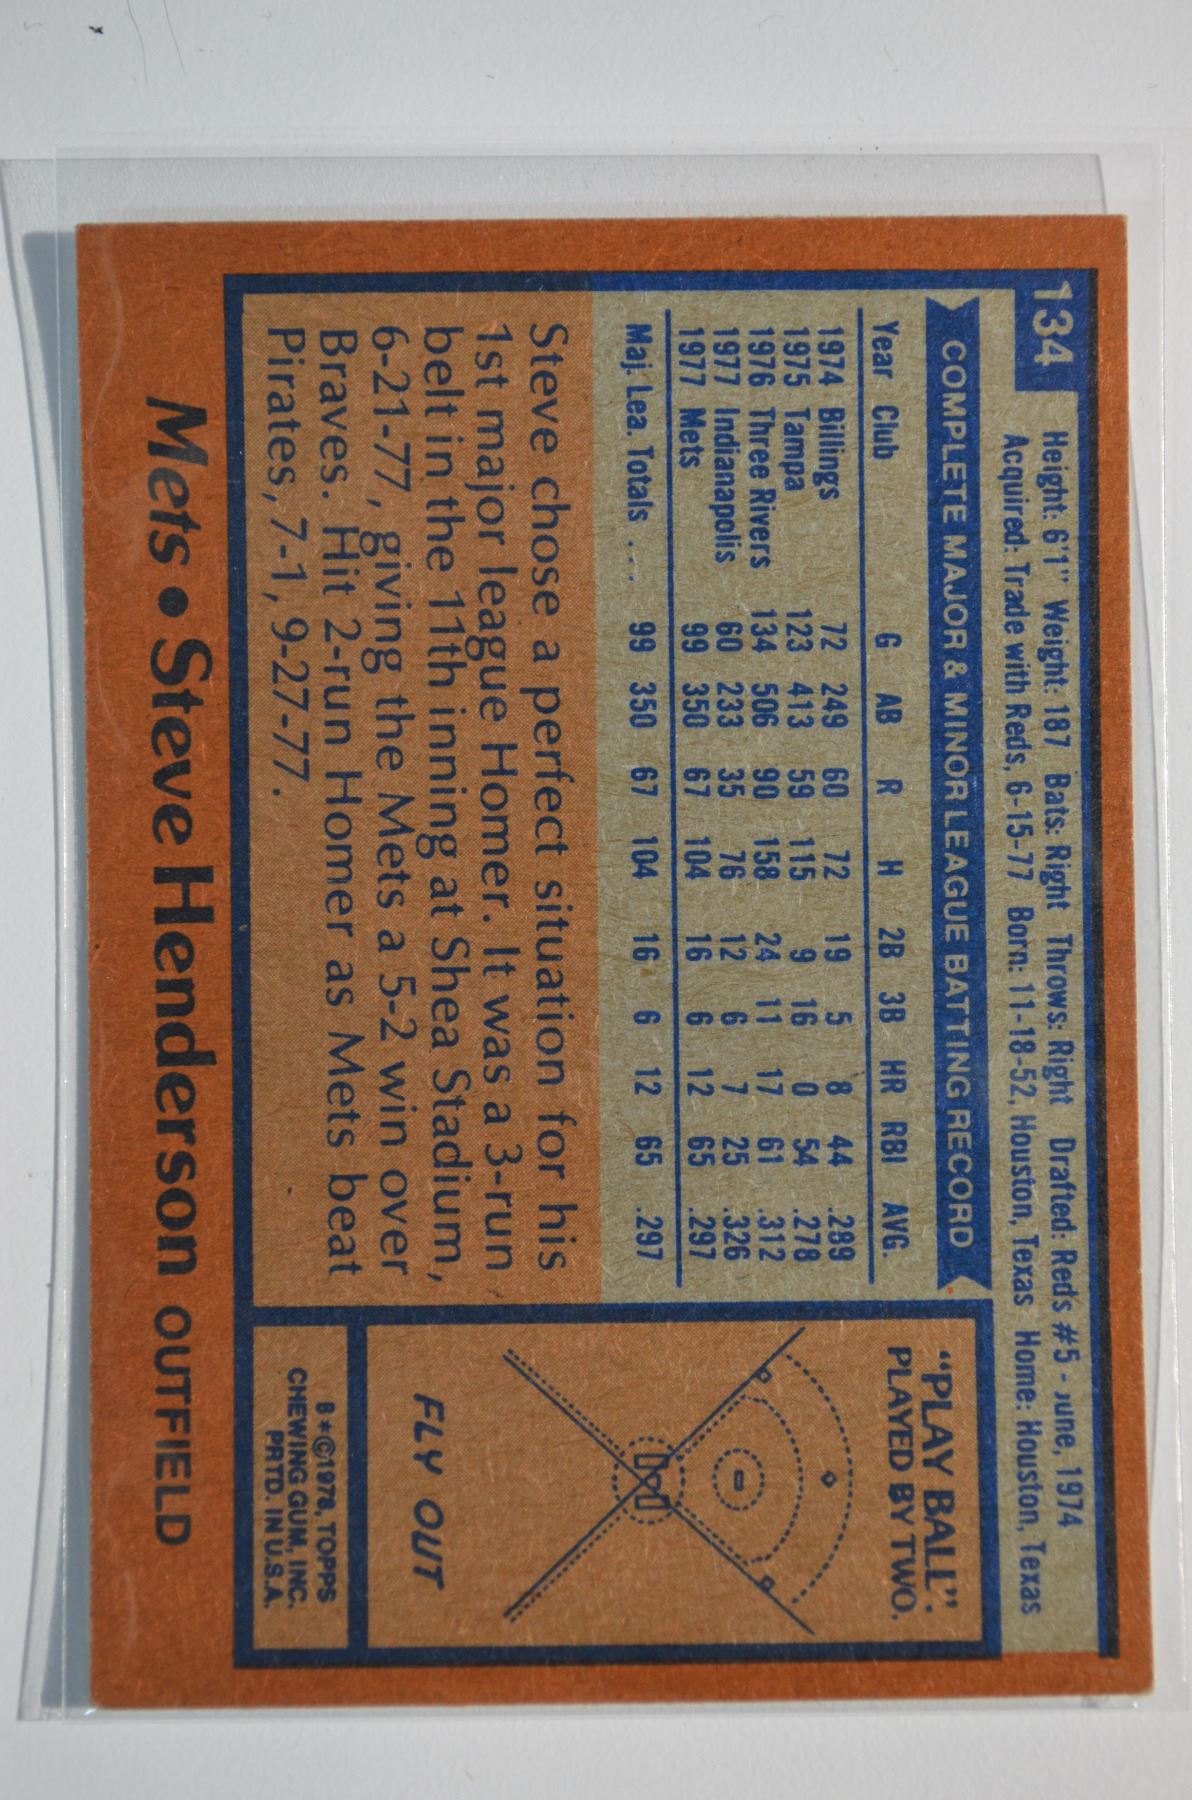 134
Height: 6'1" Weight: 187 Bats: Right Throws: Right Drafted: Reds #5 - June, 1974
Acquired: Trade with Reds, 6-15-77 Born: 11-18-52, Houston, Texas Home: Houston, Texas
COMPLETE MAJOR & MINOR LEAGUE BATTING RECORD
Year Club G AB R H 2B 3B HR RBI AVG.
1974 Billings 72 249 60 72 19 5 8 44 .289
1975 Tampa 123 413 59 115 9 16 0 54 .278
1976 Three Rivers 134 506 90 158 24 11 17 61 .312
1977 Indianapolis 60 233 35 76 12 6 7 25 .326
1977 Mets 99 350 67 104 16 6 12 65 .297
Maj. Lea. Totals ... 99 350 67 104 16 6 12 65 .297
Steve chose a perfect situation for his
1st major league Homer. It was a 3-run
belt in the 11th inning at Shea Stadium,
6-21-77, giving the Mets a 5-2 win over
Braves. Hit 2-run Homer as Mets beat
Pirates, 7-1, 9-27-77.
"PLAY BALL":
PLAYED BY TWO.
FLY OUT
B*©1978, TOPPS
CHEWING GUM, INC.
PRTD. IN U.S.A.
Mets • Steve Henderson OUTFIELD